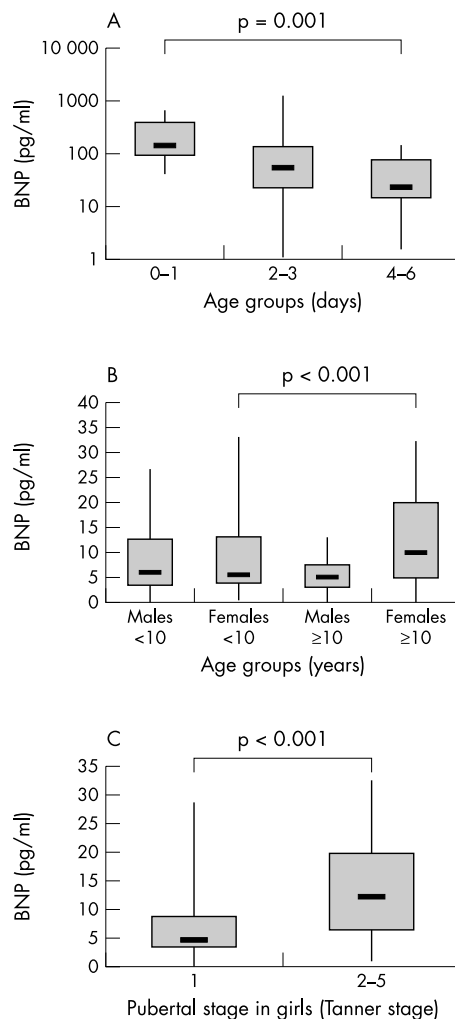 A
p = 0.001
10 000
1000
100
10
1
BNP (pg/ml)
0–1 2–3 4–6
Age groups (days)
B
p < 0.001
40
35
30
25
20
15
10
5
0
BNP (pg/ml)
Males Females Males Females
<10 <10 ≥10 ≥10
Age groups (years)
C
p < 0.001
35
30
25
20
15
10
5
0
BNP (pg/ml)
1 2–5
Pubertal stage in girls (Tanner stage)